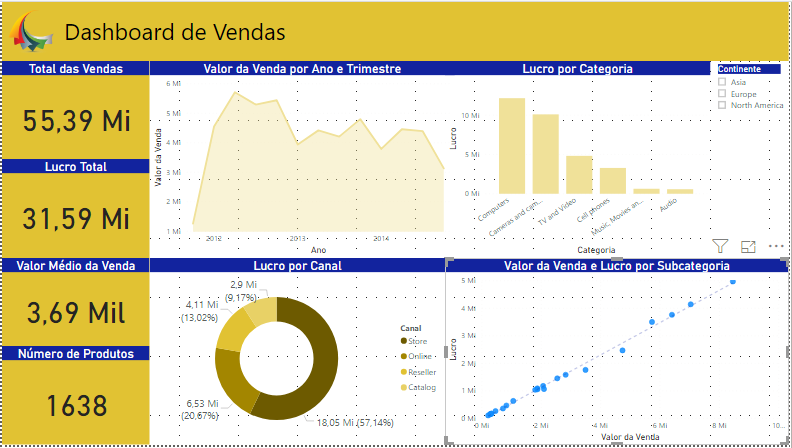 Dashboard de Vendas
Total das Vendas
55,39 Mi
Lucro Total
31,59 Mi
Valor Médio da Venda
3,69 Mil
Número de Produtos
1638
Valor da Venda por Ano e Trimestre
Valor da Venda
6 Mi
5 Mi
4 Mi
3 Mi
2 Mi
1 Mi
2012
2013
2014
Ano
Lucro por Categoria
Lucro
10 Mi
5 Mi
0 Mi
Computers
Cameras and cam...
TV and Video
Cell phones
Music, Movies an...
Audio
Categoria
Continente
Asia
Europe
North America
Lucro por Canal
2,9 Mi
(9,17%)
4,11 Mi
(13,02%)
6,53 Mi
(20,67%)
18,05 Mi (57,14%)
Canal
Store
Online
Reseller
Catalog
Valor da Venda e Lucro por Subcategoria
Lucro
5 Mi
4 Mi
3 Mi
2 Mi
1 Mi
0 Mi
0 Mi
2 Mi
4 Mi
6 Mi
8 Mi
10...
Valor da Venda